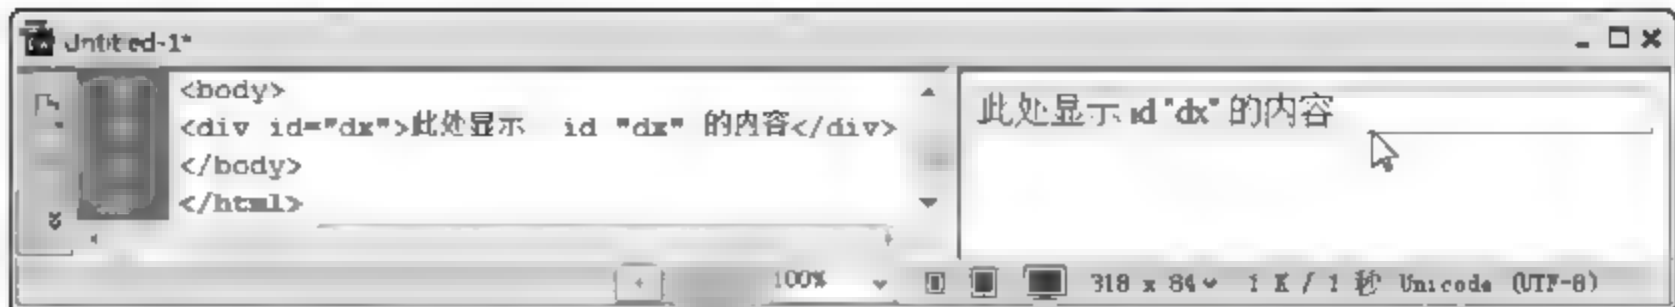 Untitled-1*
<body>
<div id="dx">此处显示 id "dx" 的内容</div>
</body>
</html>
此处显示 id "dx" 的内容
100% 318 x 84 1 K / 1 秒 Unicode (UTF-8)